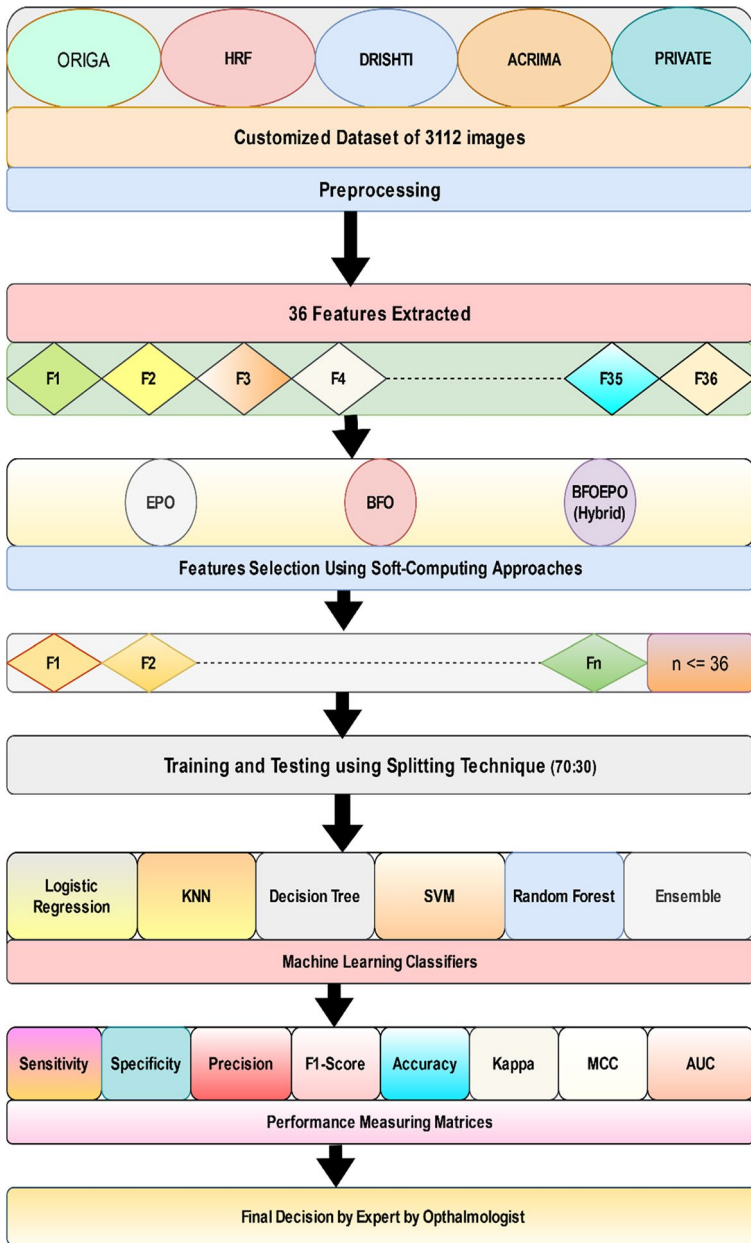 ORIGA
HRF
DRISHTI
ACRIMA
PRIVATE
Customized Dataset of 3112 images
Preprocessing
36 Features Extracted
F1
F2
F3
F4
F35
F36
EPO
BFO
BFOEPO
(Hybrid)
Features Selection Using Soft-Computing Approaches
F1
F2
Fn
n <= 36
Training and Testing using Splitting Technique (70:30)
Logistic
Regression
KNN
Decision Tree
SVM
Random Forest
Ensemble
Machine Learning Classifiers
Sensitivity
Specificity
Precision
F1-Score
Accuracy
Kappa
MCC
AUC
Performance Measuring Matrices
Final Decision by Expert by Opthalmologist